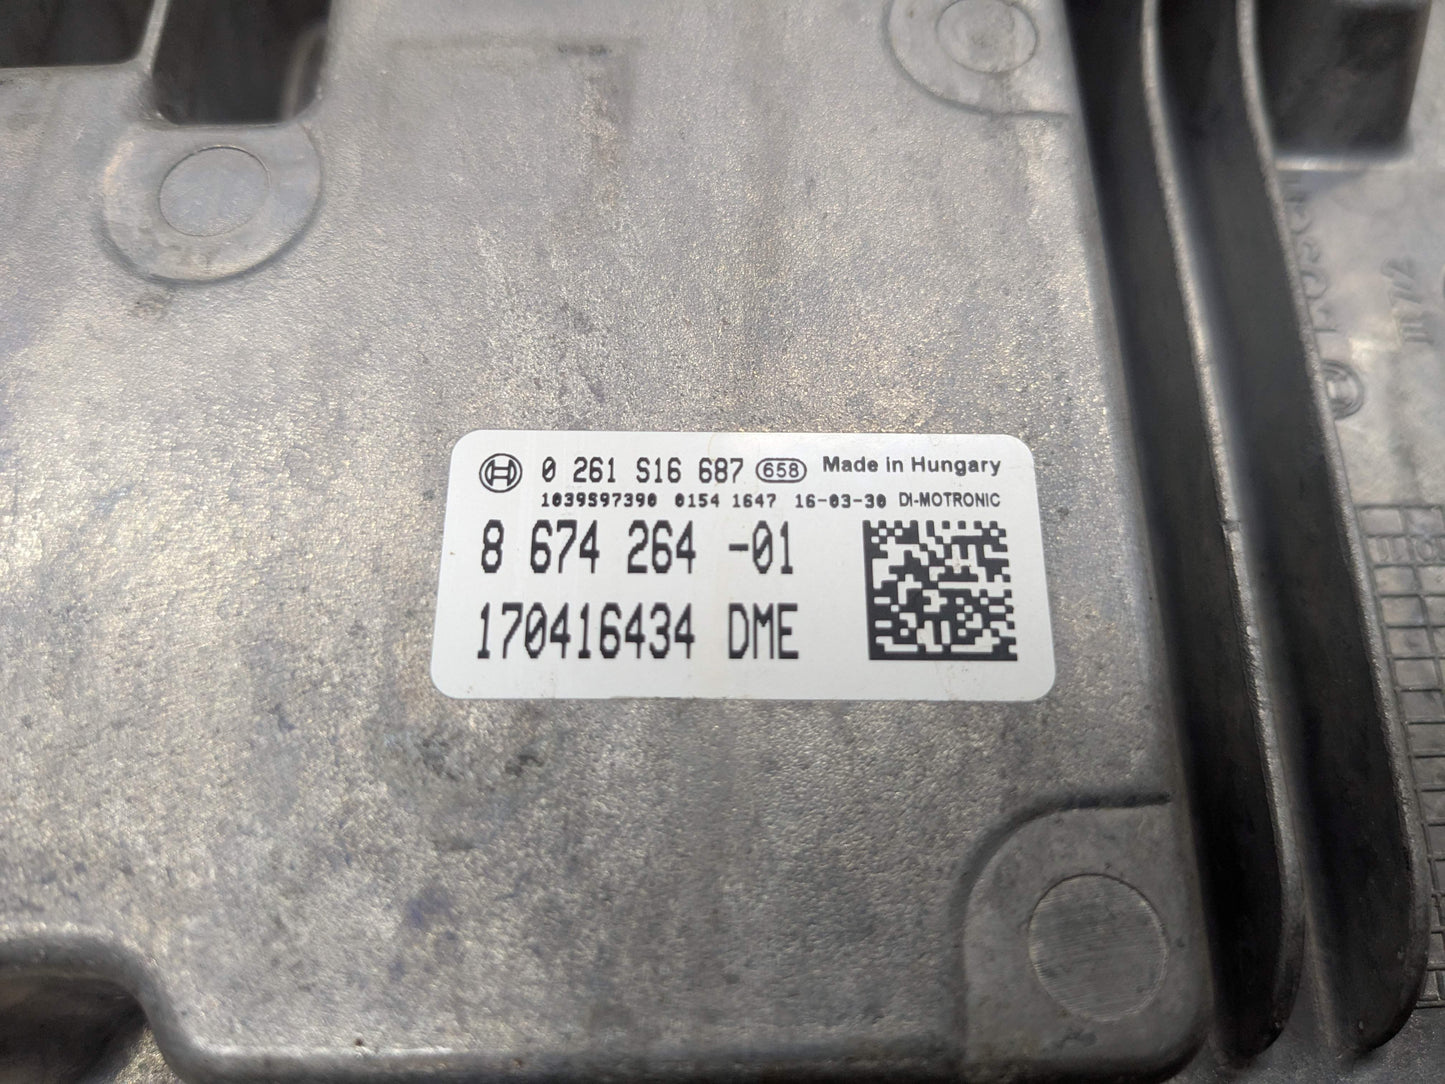 0 261 S16 687 658 Made in Hungary
1039S97390 0154 1647 16-03-30 DI-MOTRONIC
8 674 264 -01
170416434 DME